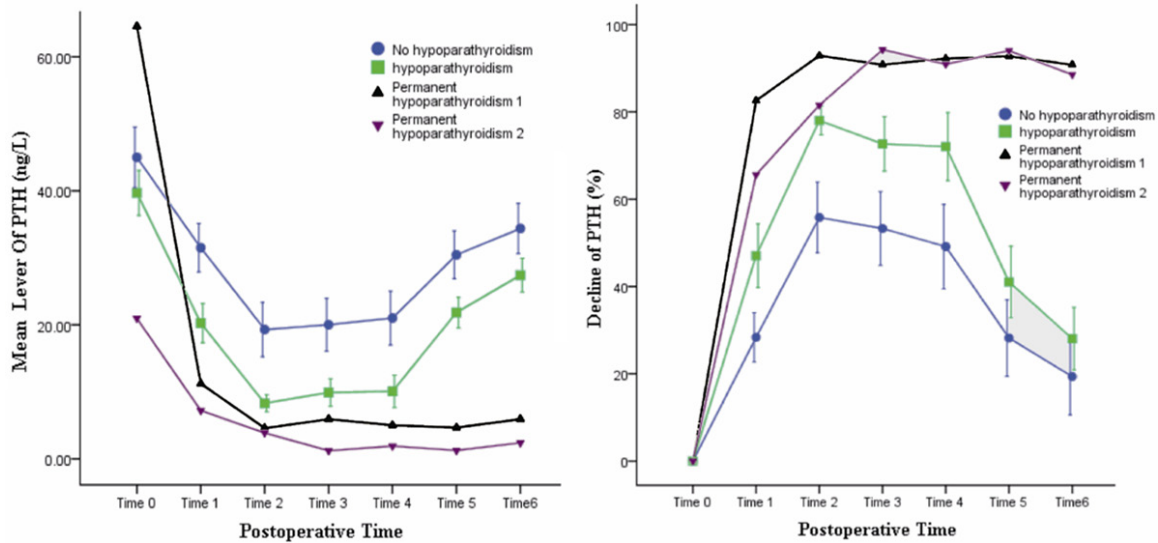 Mean Lever Of PTH (ng/L)
60.00
40.00
20.00
0.00
No hypoparathyroidism
hypoparathyroidism
Permanent
hypoparathyroidism 1
Permanent
hypoparathyroidism 2
Time 0 Time 1 Time 2 Time 3 Time 4 Time 5 Time6
Postoperative Time
Decline of PTH (%)
100
80
60
40
20
0
No hypoparathyroidism
hypoparathyroidism
Permanent
hypoparathyroidism 1
Permanent
hypoparathyroidism 2
Time 0 Time 1 Time 2 Time 3 Time 4 Time 5 Time6
Postoperative Time